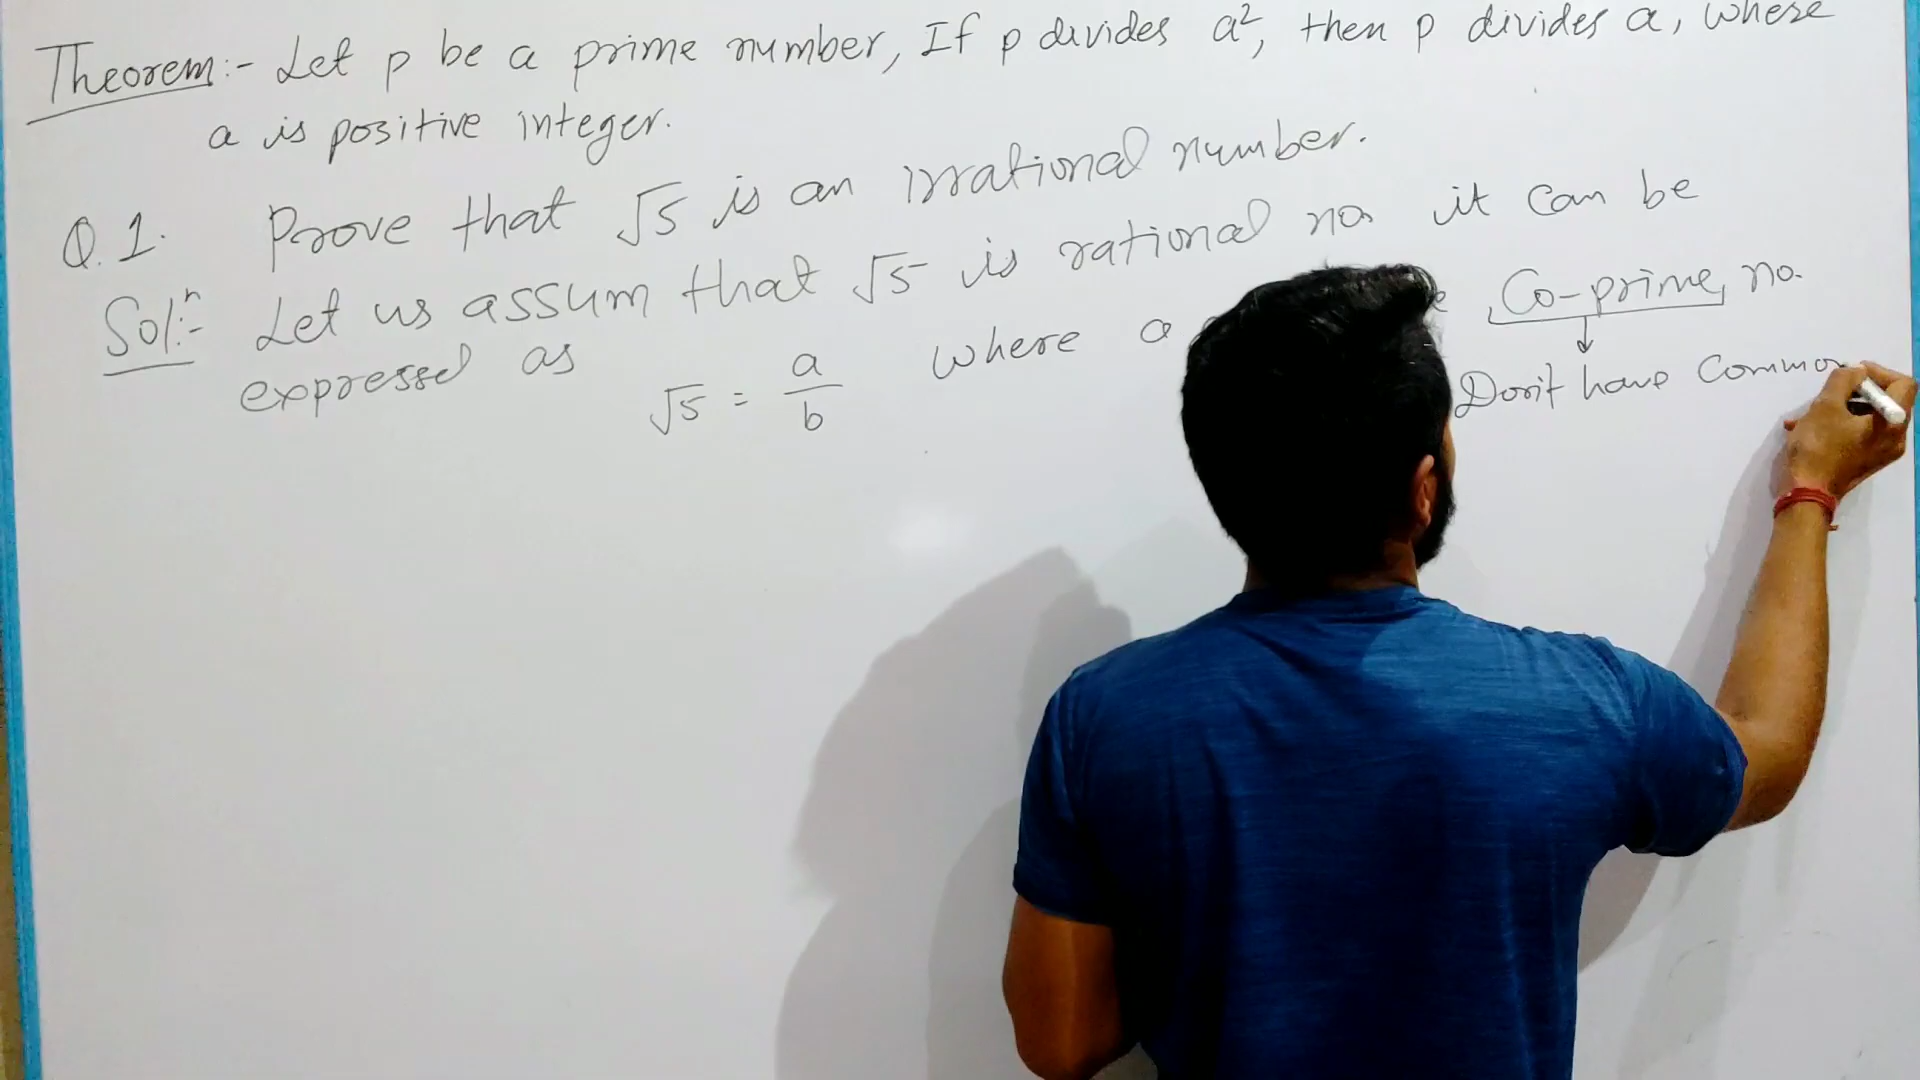 Theorem:- Let p be a prime number, If p divides a², then p divides a, where
a is positive integer.
Q.1. Prove that √5 is an irrational number.
Solⁿ:- Let us assum that √5 is rational no. it can be
expressed as √5 = a/b where a Co-prime no.
Don't have Common